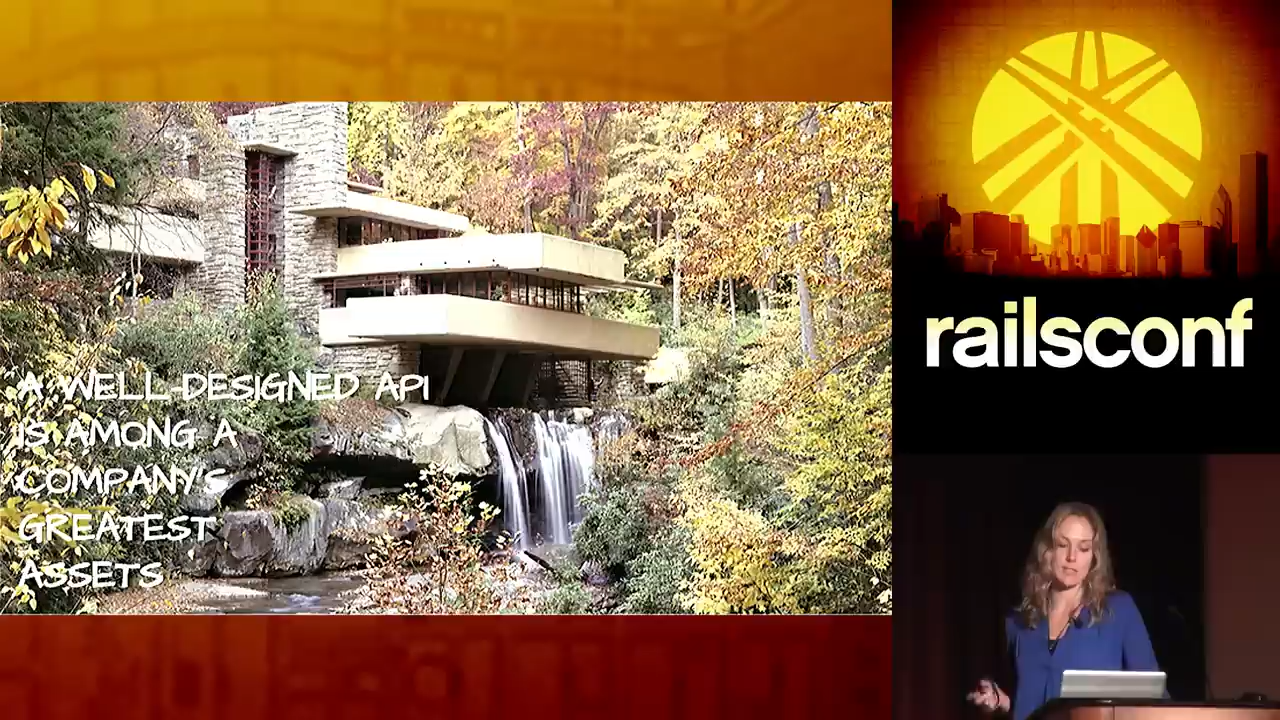 A WELL-DESIGNED API
IS AMONG A
COMPANY'S
GREATEST
ASSETS
railsconf